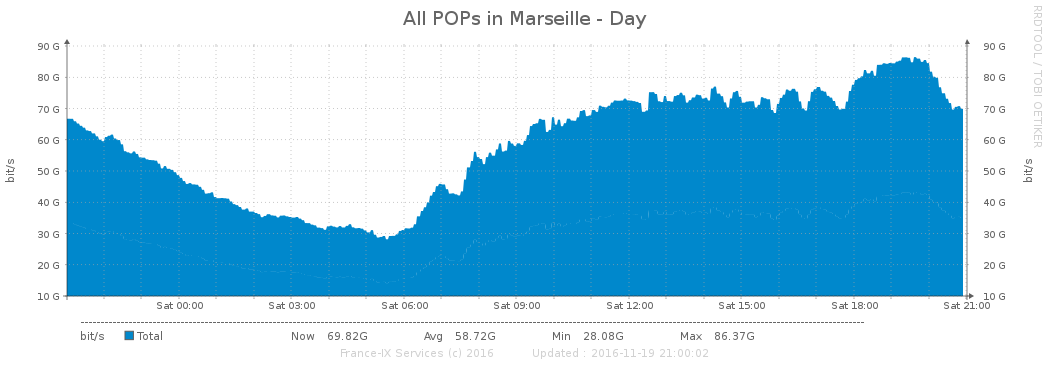 All POPs in Marseille - Day
RRDTOOL / TOBI OETIKER
90 G 90 G
80 G 80 G
70 G 70 G
60 G 60 G
50 G 50 G
40 G 40 G
30 G 30 G
20 G 20 G
10 G 10 G
bit/s bit/s
Sat 00:00 Sat 03:00 Sat 06:00 Sat 09:00 Sat 12:00 Sat 15:00 Sat 18:00 Sat 21:00
bit/s Total Now 69.82G Avg 58.72G Min 28.08G Max 86.37G
France-IX Services (c) 2016 Updated : 2016-11-19 21:00:02